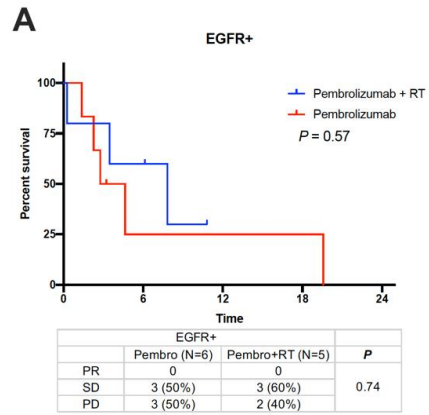 A
EGFR+
Pembrolizumab + RT
Pembrolizumab
P = 0.57
Percent survival
100
75
50
25
0
0 6 12 18 24
Time
EGFR+
Pembro (N=6) Pembro+RT (N=5) P
PR 0 0
SD 3 (50%) 3 (60%) 0.74
PD 3 (50%) 2 (40%)